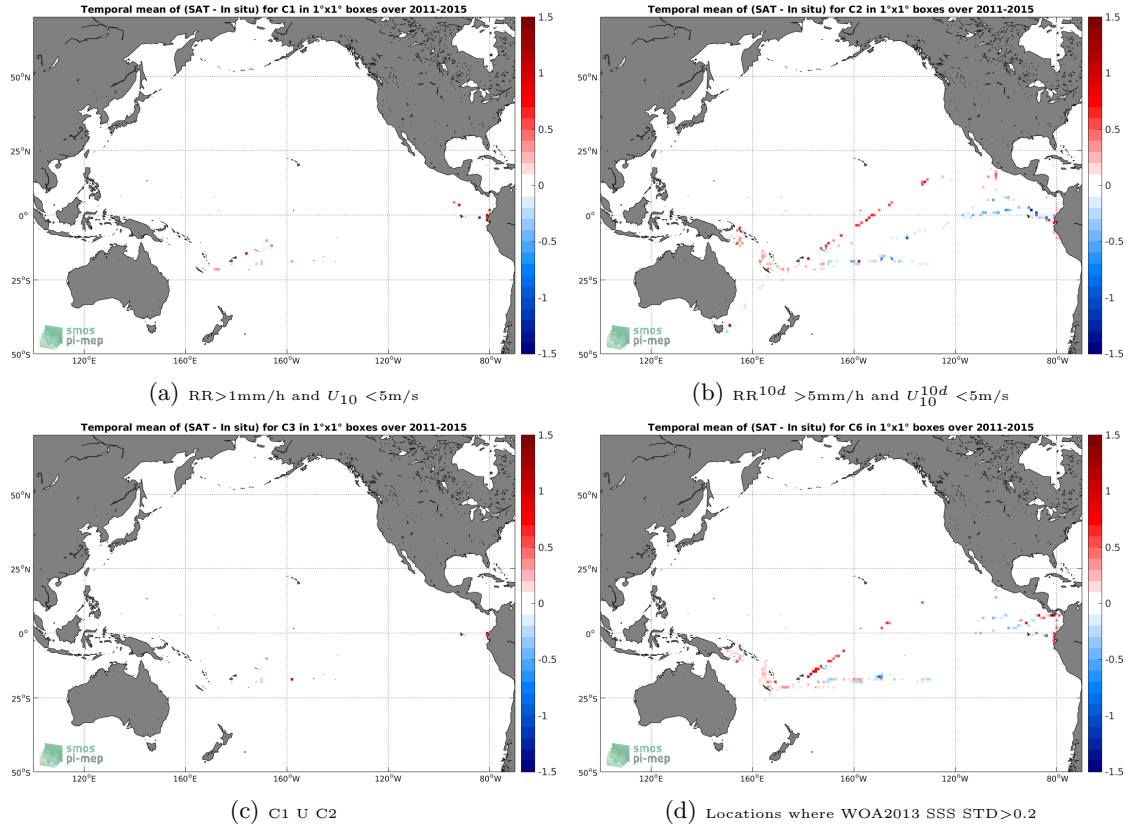 Temporal mean of (SAT - In situ) for C1 in 1°x1° boxes over 2011-2015
50°N
25°N
0°
25°S
50°S
120°E
160°E
160°W
120°W
80°W
1.5
1
0.5
0
-0.5
-1
-1.5
smos
pi-mep
(a) RR>1mm/h and U10 <5m/s
Temporal mean of (SAT - In situ) for C2 in 1°x1° boxes over 2011-2015
50°N
25°N
0°
25°S
50°S
120°E
160°E
160°W
120°W
80°W
1.5
1
0.5
0
-0.5
-1
-1.5
smos
pi-mep
(b) RR^10d >5mm/h and U10^10d <5m/s
Temporal mean of (SAT - In situ) for C3 in 1°x1° boxes over 2011-2015
50°N
25°N
0°
25°S
50°S
120°E
160°E
160°W
120°W
80°W
1.5
1
0.5
0
-0.5
-1
-1.5
smos
pi-mep
(c) C1 U C2
Temporal mean of (SAT - In situ) for C6 in 1°x1° boxes over 2011-2015
50°N
25°N
0°
25°S
50°S
120°E
160°E
160°W
120°W
80°W
1.5
1
0.5
0
-0.5
-1
-1.5
smos
pi-mep
(d) Locations where WOA2013 SSS STD>0.2